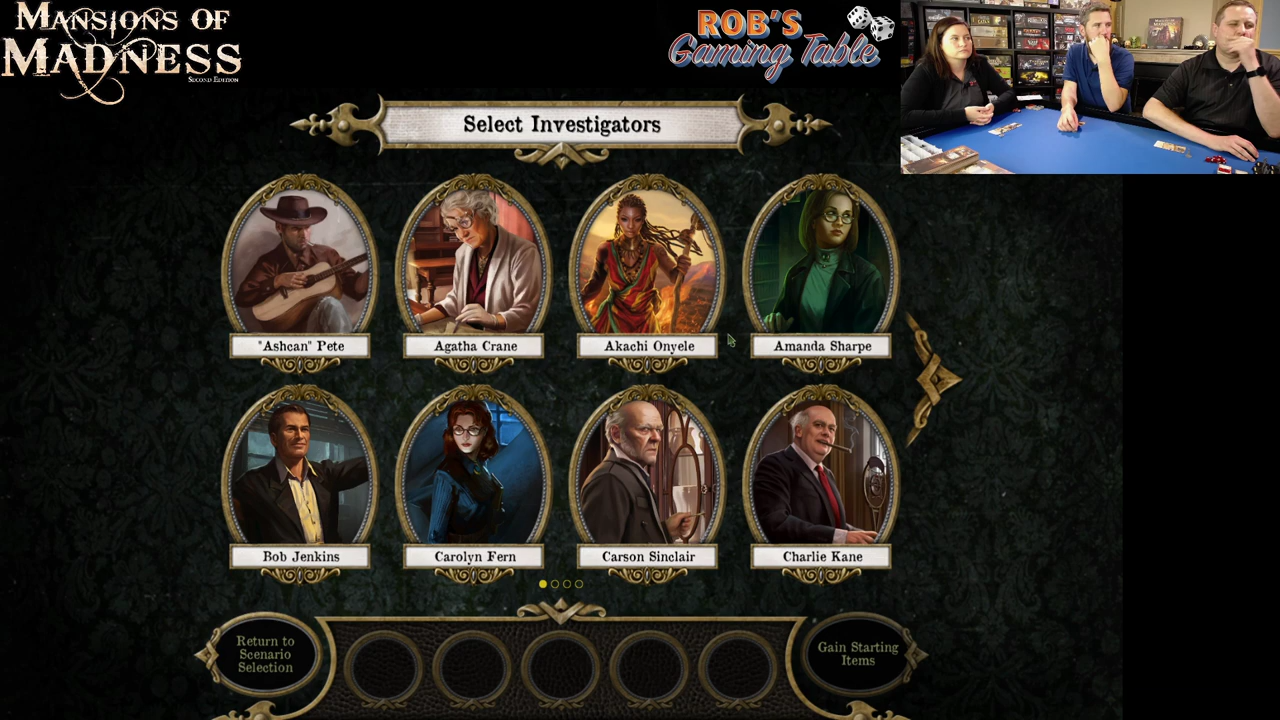 MANSIONS OF
MADNESS
SECOND EDITION
ROB'S
Gaming Table
Select Investigators
"Ashcan" Pete
Agatha Crane
Akachi Onyele
Amanda Sharpe
Bob Jenkins
Carolyn Fern
Carson Sinclair
Charlie Kane
Return to
Scenario
Selection
Gain Starting
Items